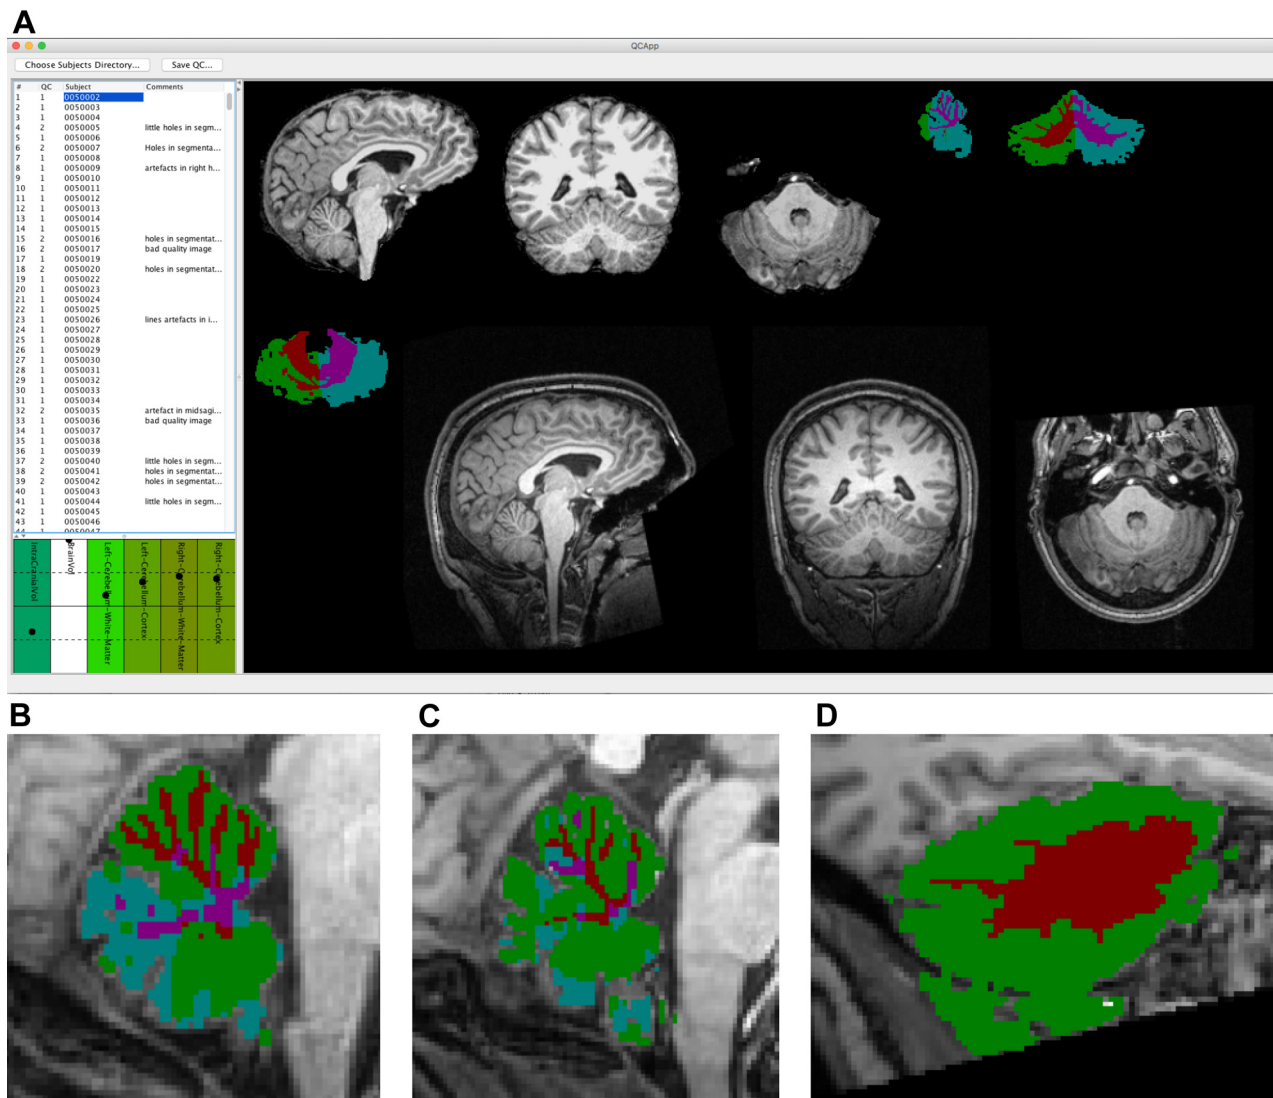 A
QCApp
Choose Subjects Directory... Save QC...
# QC Subject Comments
1 1 0050002
2 1 0050003
3 1 0050004
4 2 0050005 little holes in segm...
5 1 0050006
6 2 0050007 Holes in segmenta...
7 1 0050008
8 1 0050009 artefacts in right h...
9 1 0050010
10 1 0050011
11 1 0050012
12 1 0050013
13 1 0050014
14 1 0050015
15 2 0050016 holes in segmentat...
16 2 0050017 bad quality image
17 1 0050019
18 2 0050020 holes in segmentat...
19 1 0050022
20 1 0050023
21 1 0050024
22 1 0050025
23 1 0050026 lines artefacts in i...
24 1 0050027
25 1 0050028
26 1 0050029
27 1 0050030
28 1 0050031
29 1 0050032
30 1 0050033
31 1 0050034
32 2 0050035 artefact in midsagi...
33 1 0050036 bad quality image
34 1 0050037
35 1 0050038
36 1 0050039
37 2 0050040 little holes in segm...
38 2 0050041 holes in segmentat...
39 2 0050042 holes in segmentat...
40 1 0050043
41 1 0050044 little holes in segm...
42 1 0050045
43 1 0050046
44 1 0050047
IntraCranialVol
BrainVol
Left-Cerebellum-White-Matter
Left-Cerebellum-Cortex
Right-Cerebellum-White-Matter
Right-Cerebellum-Cortex
B
C
D